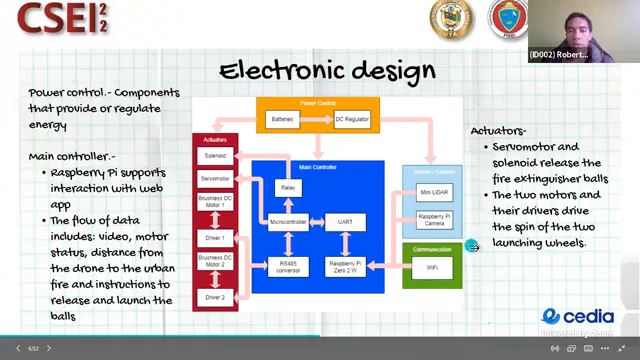 CSEI 2 2
UTA
FISEI
(ID002) Robert...
Electronic design
Power control.- Components
that provide or regulate
energy
Main controller.-
Raspberry Pi supports
interaction with web
app
The flow of data
includes: video, motor
status, distance from
the drone to the urban
fire and instructions to
release and launch the
balls
Power Control
Batteries
DC Regulator
Actuators
Solenoid
Servomotor
Brustness DC
Motor 1
Driver 1
Brustness DC
Motor 2
Driver 2
Main Controller
Relay
Microcontroller
UART
RS485
conversor
Raspberry Pi
Zero 2 W
Mini LiDAR
Raspberry Pi
Camera
Communication
WiFi
Actuators-
Servomotor and
solenoid release the
fire extinguisher balls
The two motors and
their drivers drive
the spin of the two
launching wheels.
cedia
Powered by Zoom
6/12